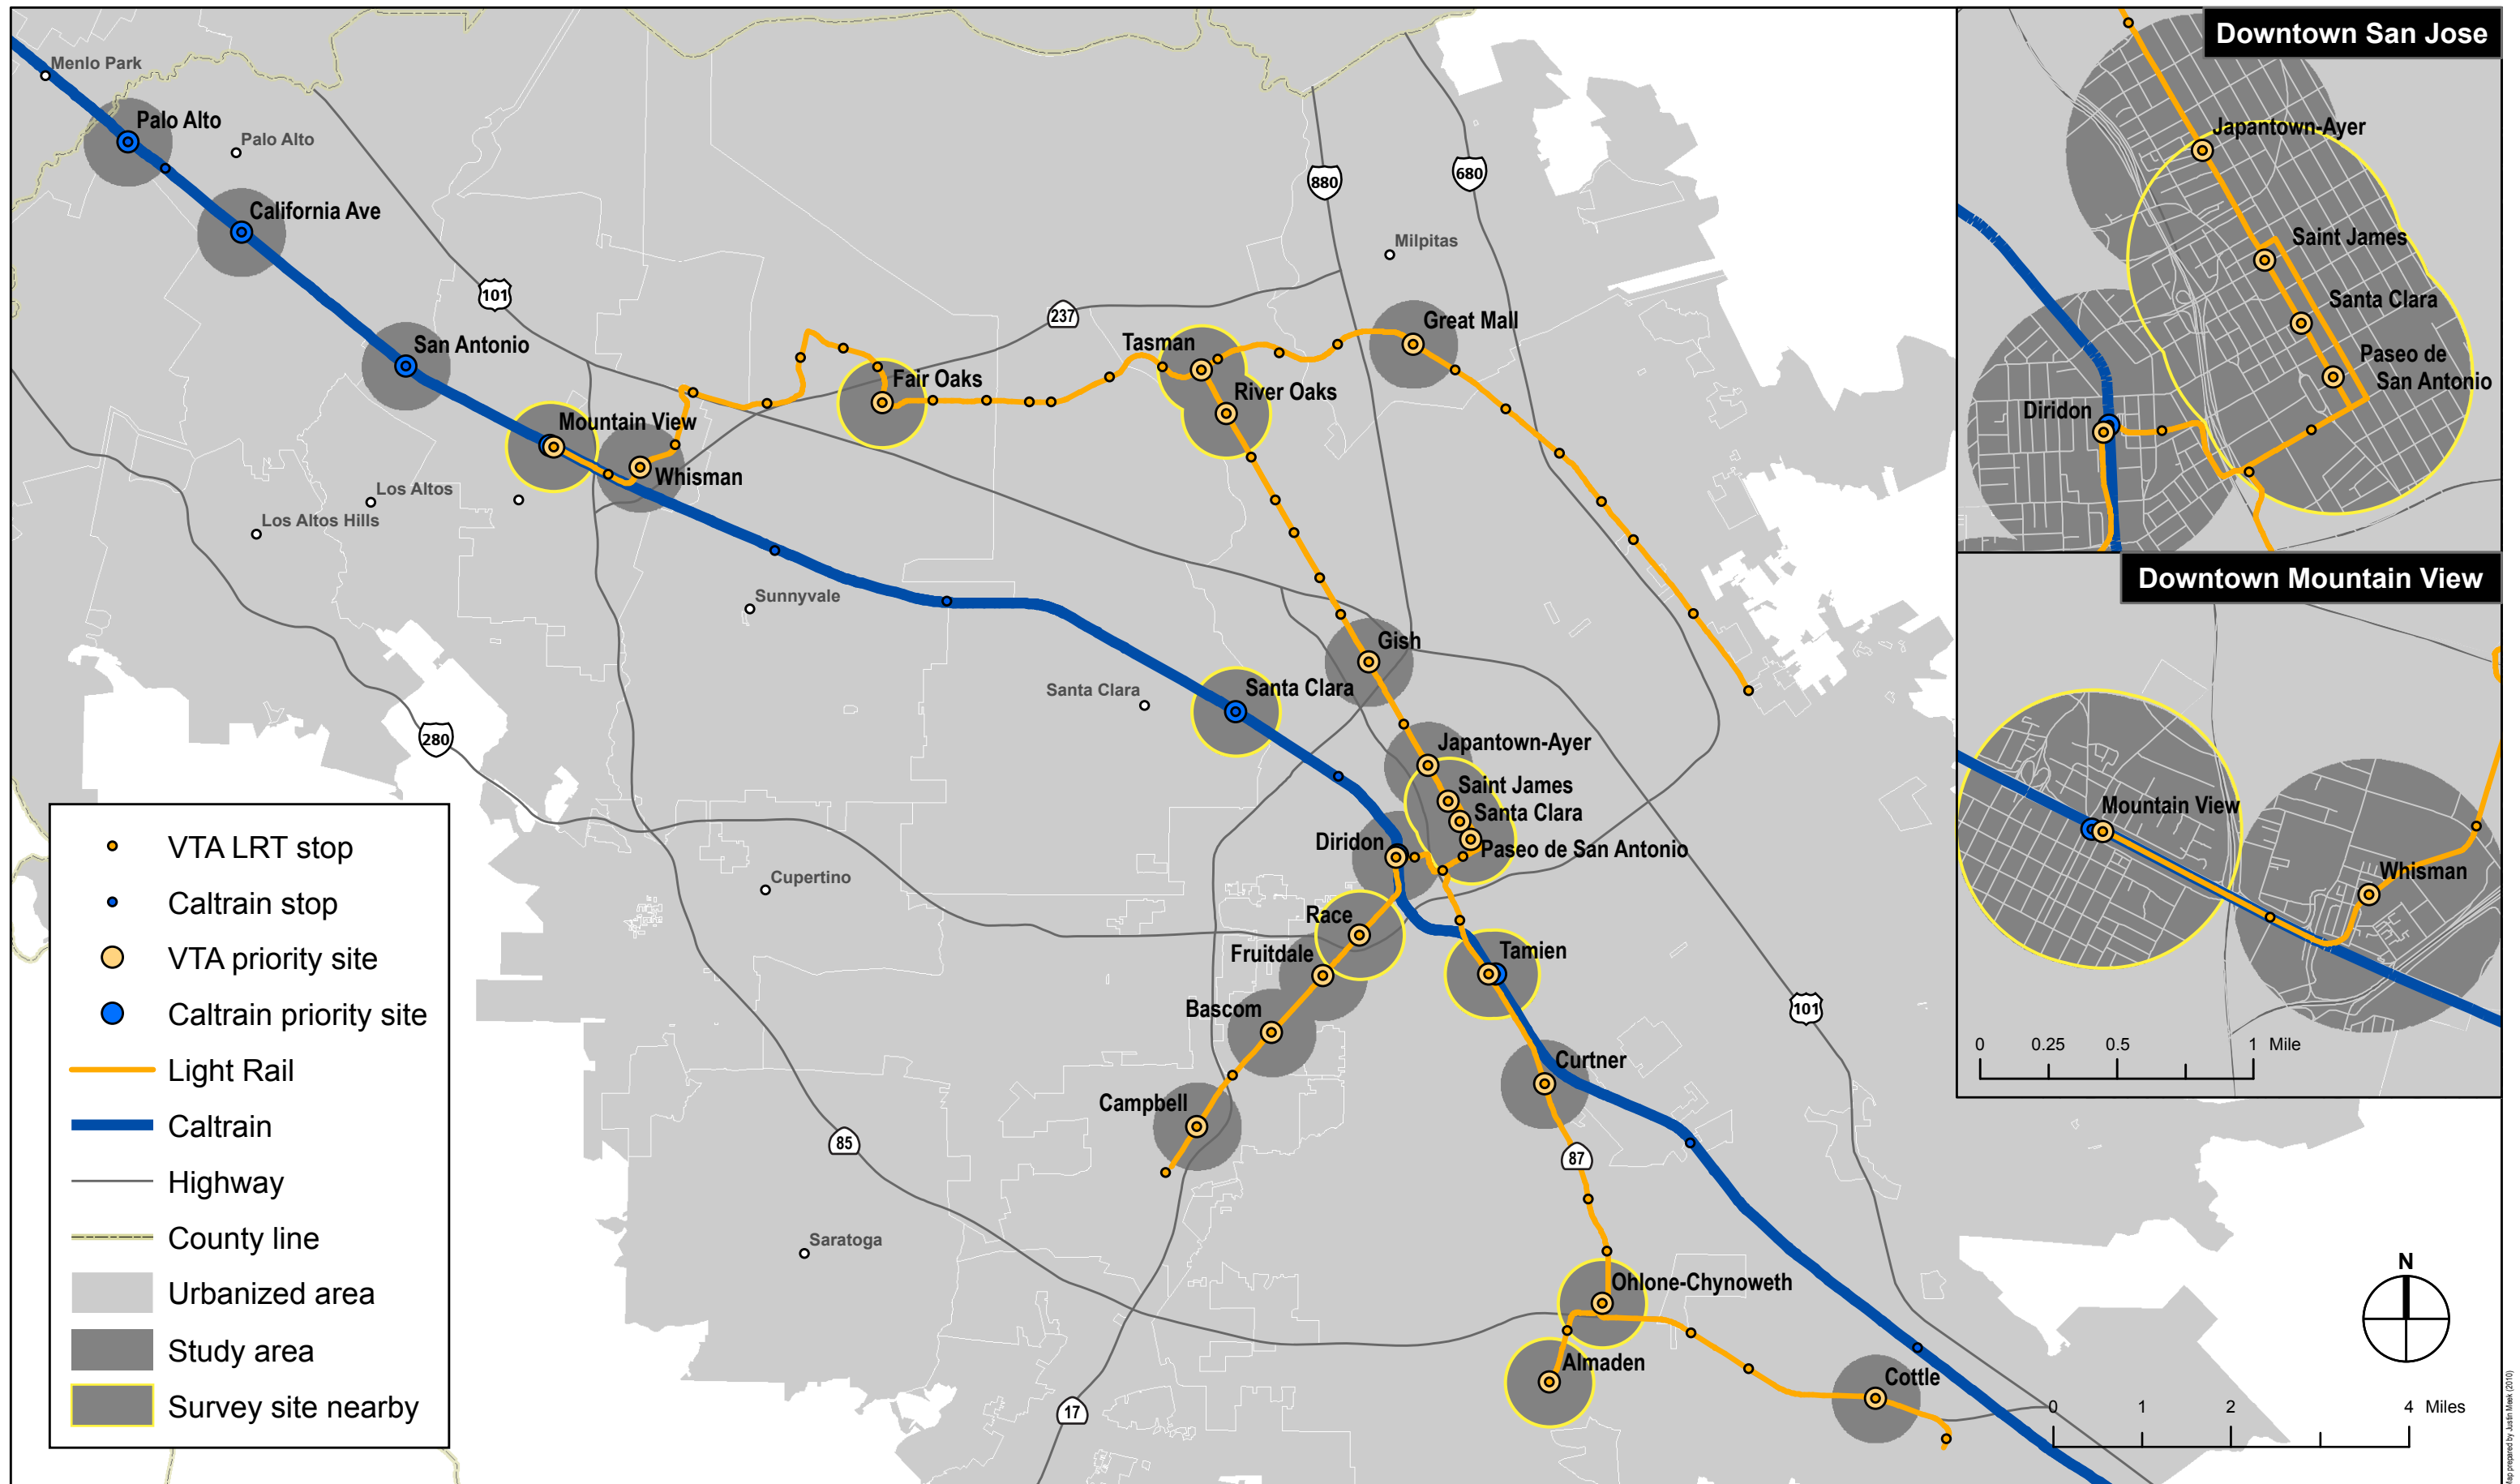 Menlo Park
Palo Alto
Palo Alto
California Ave
101
San Antonio
Mountain View
Whisman
Los Altos
Los Altos Hills
237
Fair Oaks
Tasman
River Oaks
880
680
Milpitas
Great Mall
Sunnyvale
280
Santa Clara
Santa Clara
Gish
Japantown-Ayer
Saint James
Santa Clara
Paseo de San Antonio
Diridon
Cupertino
Race
Fruitdale
Bascom
Campbell
Tamien
Curtner
101
85
87
Saratoga
17
Ohlone-Chynoweth
Almaden
Cottle
VTA LRT stop
Caltrain stop
VTA priority site
Caltrain priority site
Light Rail
Caltrain
Highway
County line
Urbanized area
Study area
Survey site nearby
Downtown San Jose
Japantown-Ayer
Saint James
Santa Clara
Paseo de
San Antonio
Diridon
Downtown Mountain View
Mountain View
Whisman
0 0.25 0.5 1 Mile
N
0 1 2 4 Miles
Map prepared by Justin Meek (2010)